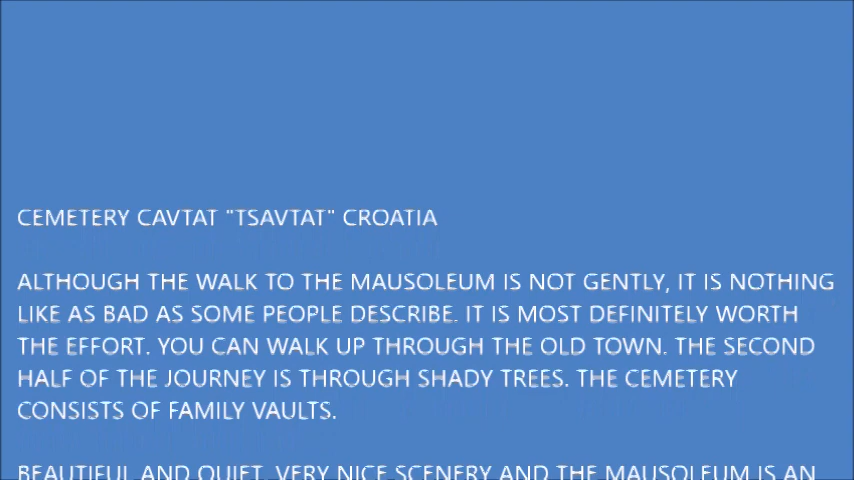 CEMETERY CAVTAT "TSAVTAT" CROATIA
ALTHOUGH THE WALK TO THE MAUSOLEUM IS NOT GENTLY, IT IS NOTHING
LIKE AS BAD AS SOME PEOPLE DESCRIBE. IT IS MOST DEFINITELY WORTH
THE EFFORT. YOU CAN WALK UP THROUGH THE OLD TOWN. THE SECOND
HALF OF THE JOURNEY IS THROUGH SHADY TREES. THE CEMETERY
CONSISTS OF FAMILY VAULTS.
BEAUTIFUL AND QUIET. VERY NICE SCENERY AND THE MAUSOLEUM IS AN